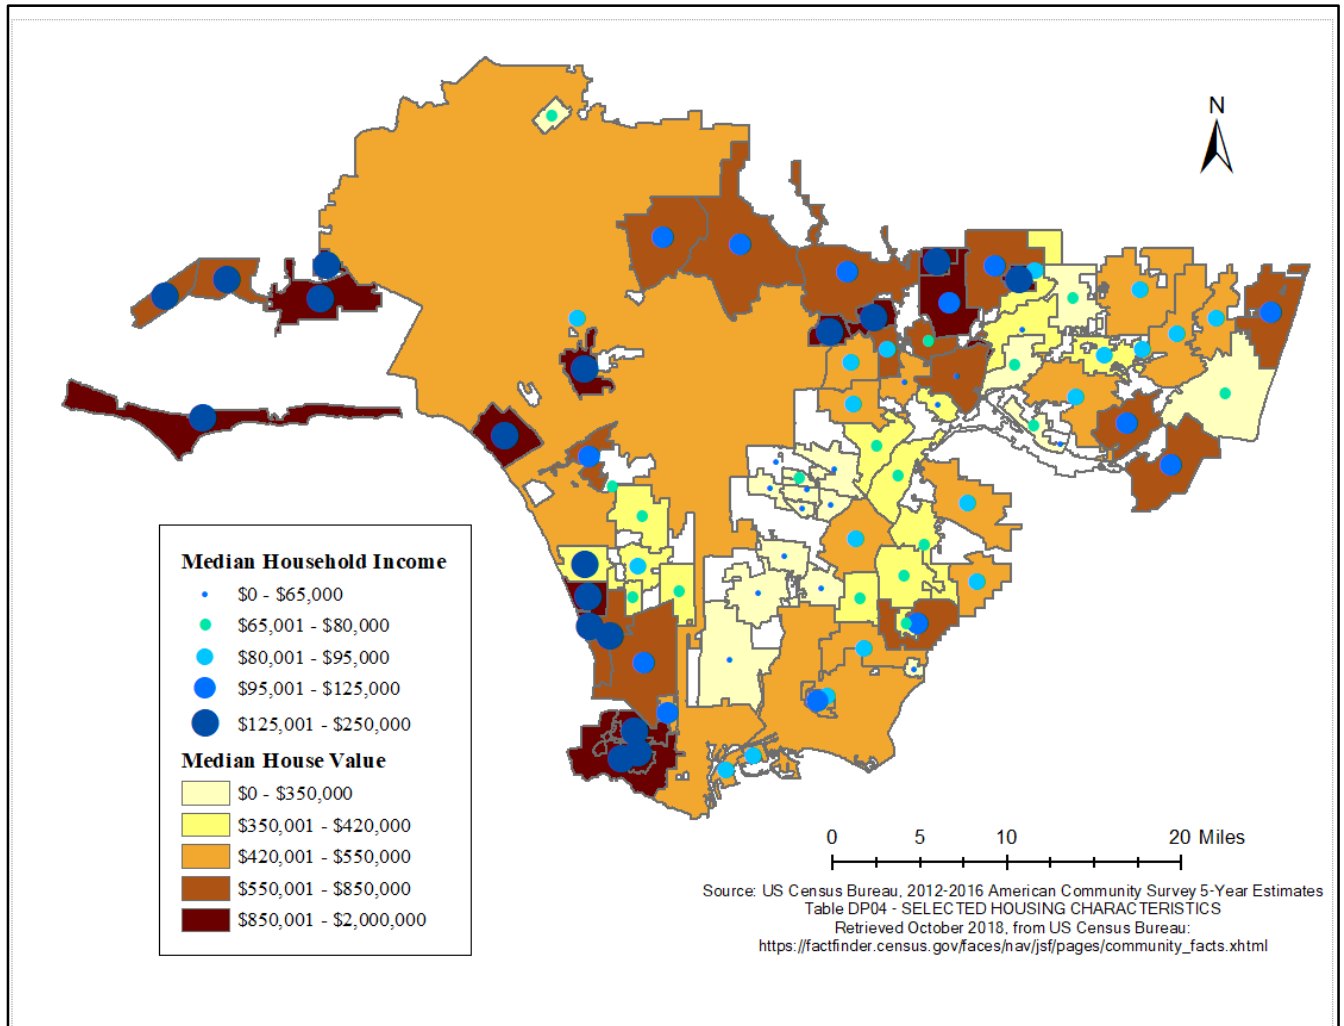 N
Median Household Income
$0 - $65,000
$65,001 - $80,000
$80,001 - $95,000
$95,001 - $125,000
$125,001 - $250,000
Median House Value
$0 - $350,000
$350,001 - $420,000
$420,001 - $550,000
$550,001 - $850,000
$850,001 - $2,000,000
0 5 10 20 Miles
Source: US Census Bureau, 2012-2016 American Community Survey 5-Year Estimates
Table DP04 - SELECTED HOUSING CHARACTERISTICS
Retrieved October 2018, from US Census Bureau:
https://factfinder.census.gov/faces/nav/jsf/pages/community_facts.xhtml